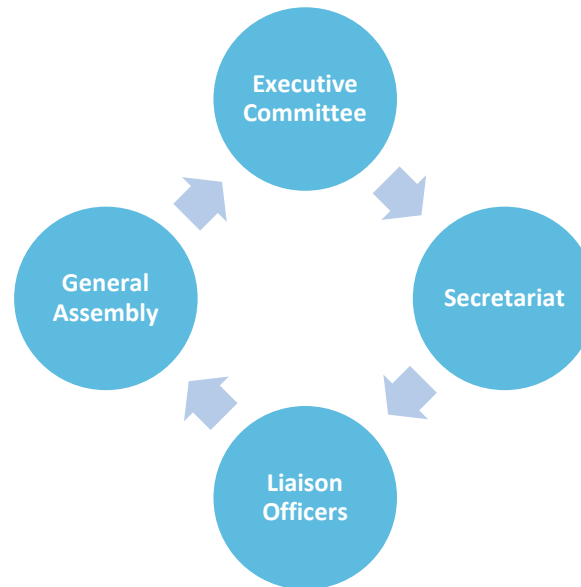 Executive
Committee
Secretariat
Liaison
Officers
General
Assembly